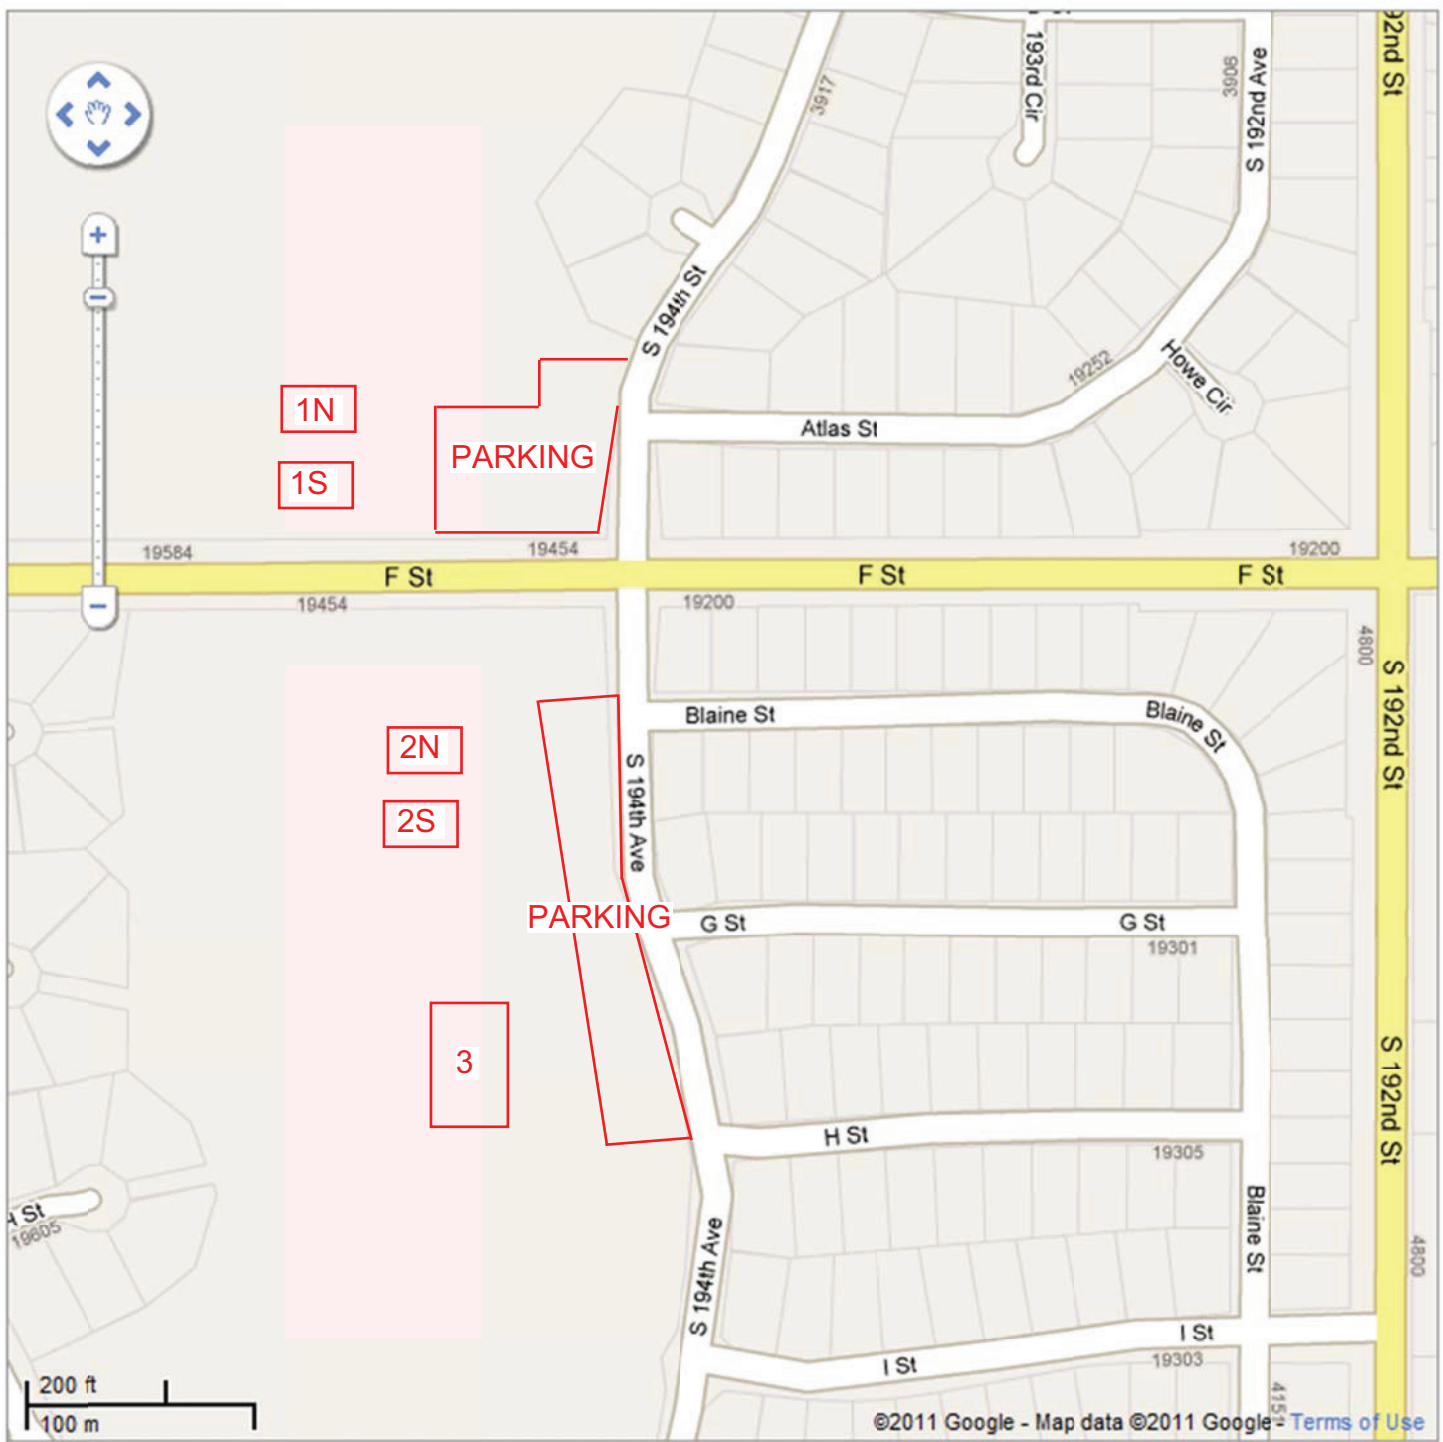 92nd St
193rd Cir
3906
S 192nd Ave
3917
S 194th St
Howe Cir
19252
1N
Atlas St
PARKING
1S
19584
19454
19200
F St
F St
F St
19454
19200
4800
S 192nd St
Blaine St
Blaine St
2N
S 194th Ave
2S
PARKING
G St
G St
19301
3
S 192nd St
H St
19305
St
19605
Blaine St
S 194th Ave
4800
I St
I St
19303
200 ft
100 m
4151
©2011 Google - Map data ©2011 Google - Terms of Use